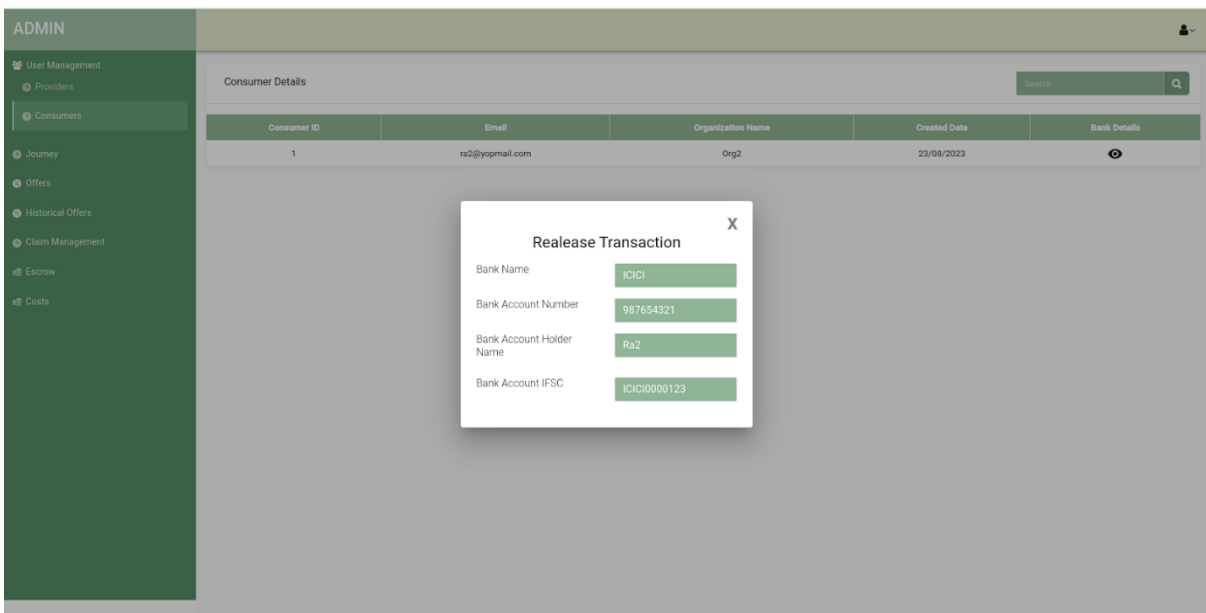 ADMIN
User Management
Providers
Consumers
Journey
Offers
Historical Offers
Claim Management
Escrow
Costs
Consumer Details
Search
Consumer ID Email Organization Name Created Date Bank Details
1 ra2@yopmail.com Org2 23/08/2023
X
Realease Transaction
Bank Name ICICI
Bank Account Number 987654321
Bank Account Holder
Name
Ra2
Bank Account IFSC ICICI0000123